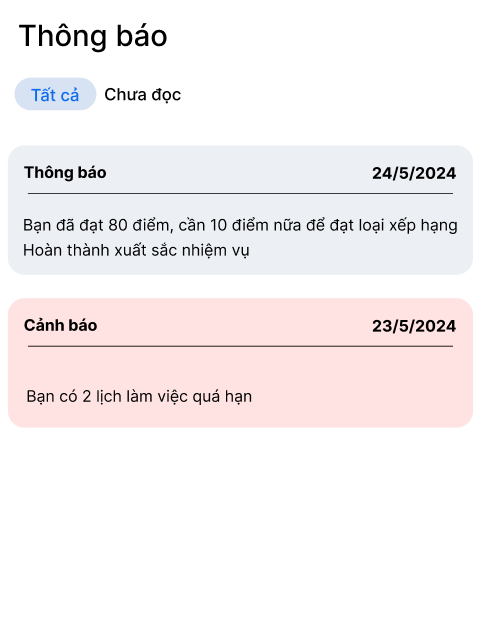 Thông báo
Tất cả Chưa đọc
Thông báo 24/5/2024
Bạn đã đạt 80 điểm, cần 10 điểm nữa để đạt loại xếp hạng
Hoàn thành xuất sắc nhiệm vụ
Cảnh báo 23/5/2024
Bạn có 2 lịch làm việc quá hạn